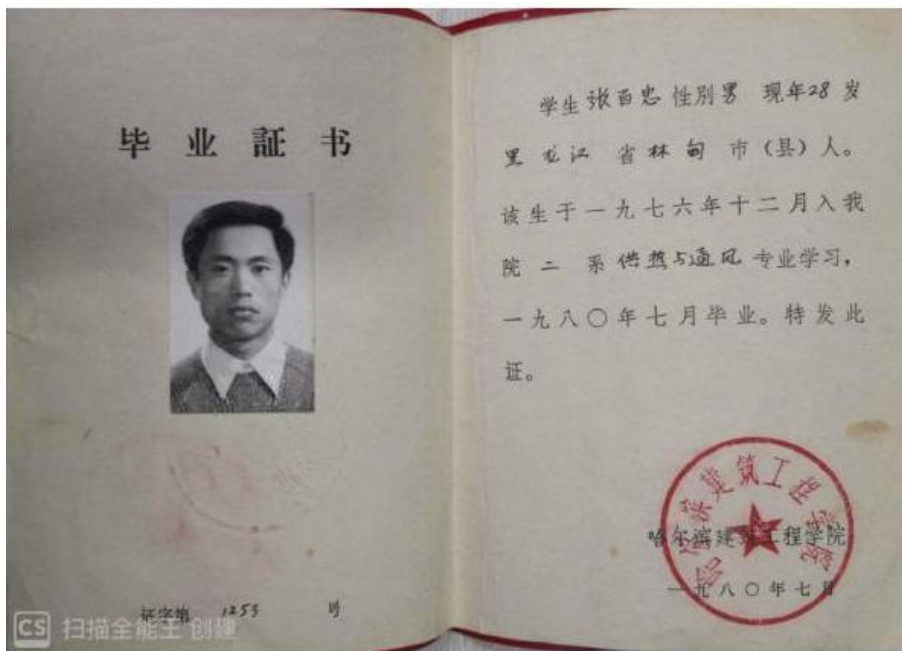 毕业証书
证字第 1253 号
学生张百忠性别男 现年28岁
黑龙江省林甸市（县）人。
该生于一九七六年十二月入我
院二系供热与通风专业学习，
一九八〇年七月毕业。特发此
证。
哈尔滨建筑工程学院
哈尔滨建筑工程学院
一九八〇年七月
CS 扫描全能王 创建